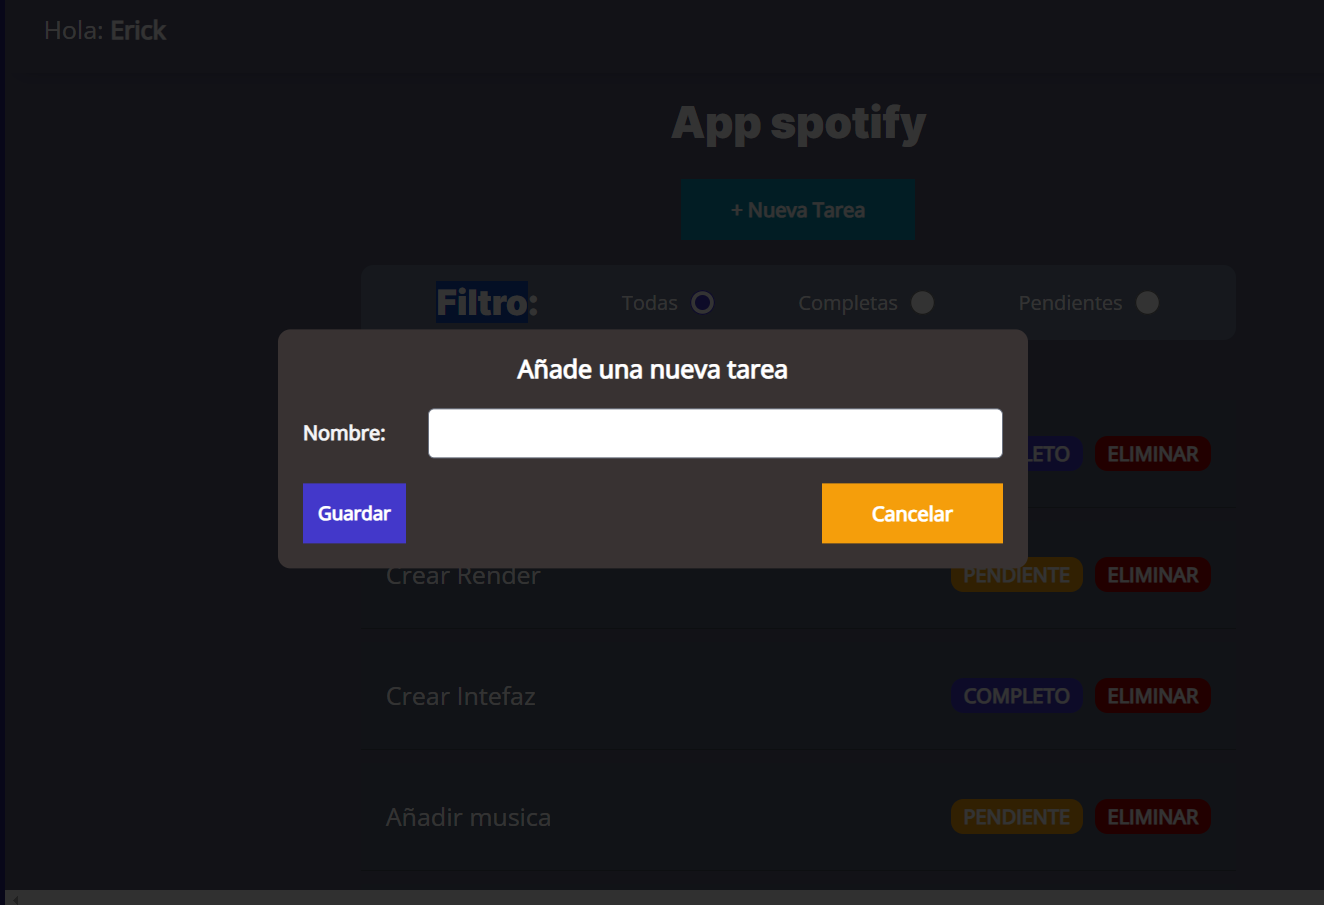 Hola: Erick
App spotify
+ Nueva Tarea
Filtro: Todas Completas Pendientes
Añade una nueva tarea
Nombre:
LETO ELIMINAR
Guardar Cancelar
Crear Render PENDIENTE ELIMINAR
Crear Intefaz COMPLETO ELIMINAR
Añadir musica PENDIENTE ELIMINAR